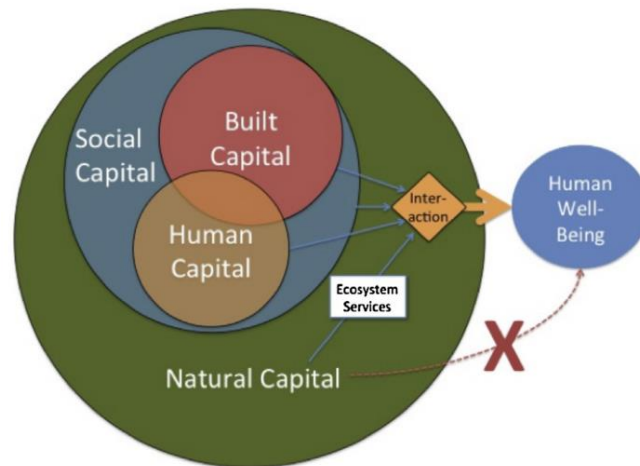 Social
Capital
Built
Capital
Human
Capital
Inter-
action
Human
Well-
Being
Ecosystem
Services
Natural Capital
X